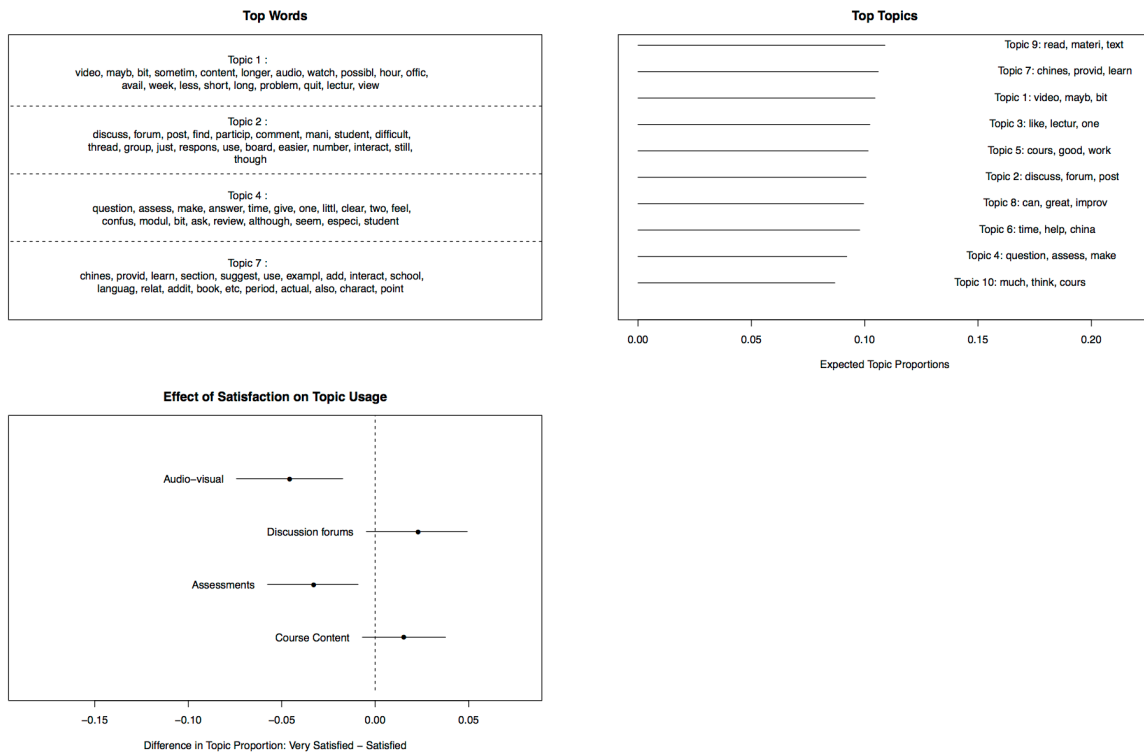 Top Words
Topic 1 :
video, mayb, bit, sometim, content, longer, audio, watch, possibl, hour, offic,
avail, week, less, short, long, problem, quit, lectur, view
Topic 2 :
discuss, forum, post, find, particip, comment, mani, student, difficult,
thread, group, just, respons, use, board, easier, number, interact, still,
though
Topic 4 :
question, assess, make, answer, time, give, one, littl, clear, two, feel,
confus, modul, bit, ask, review, although, seem, especi, student
Topic 7 :
chines, provid, learn, section, suggest, use, exampl, add, interact, school,
languag, relat, addit, book, etc, period, actual, also, charact, point
Top Topics
Topic 9: read, materi, text
Topic 7: chines, provid, learn
Topic 1: video, mayb, bit
Topic 3: like, lectur, one
Topic 5: cours, good, work
Topic 2: discuss, forum, post
Topic 8: can, great, improv
Topic 6: time, help, china
Topic 4: question, assess, make
Topic 10: much, think, cours
0.00 0.05 0.10 0.15 0.20
Expected Topic Proportions
Effect of Satisfaction on Topic Usage
Audio−visual
Discussion forums
Assessments
Course Content
−0.15 −0.10 −0.05 0.00 0.05
Difference in Topic Proportion: Very Satisfied − Satisfied